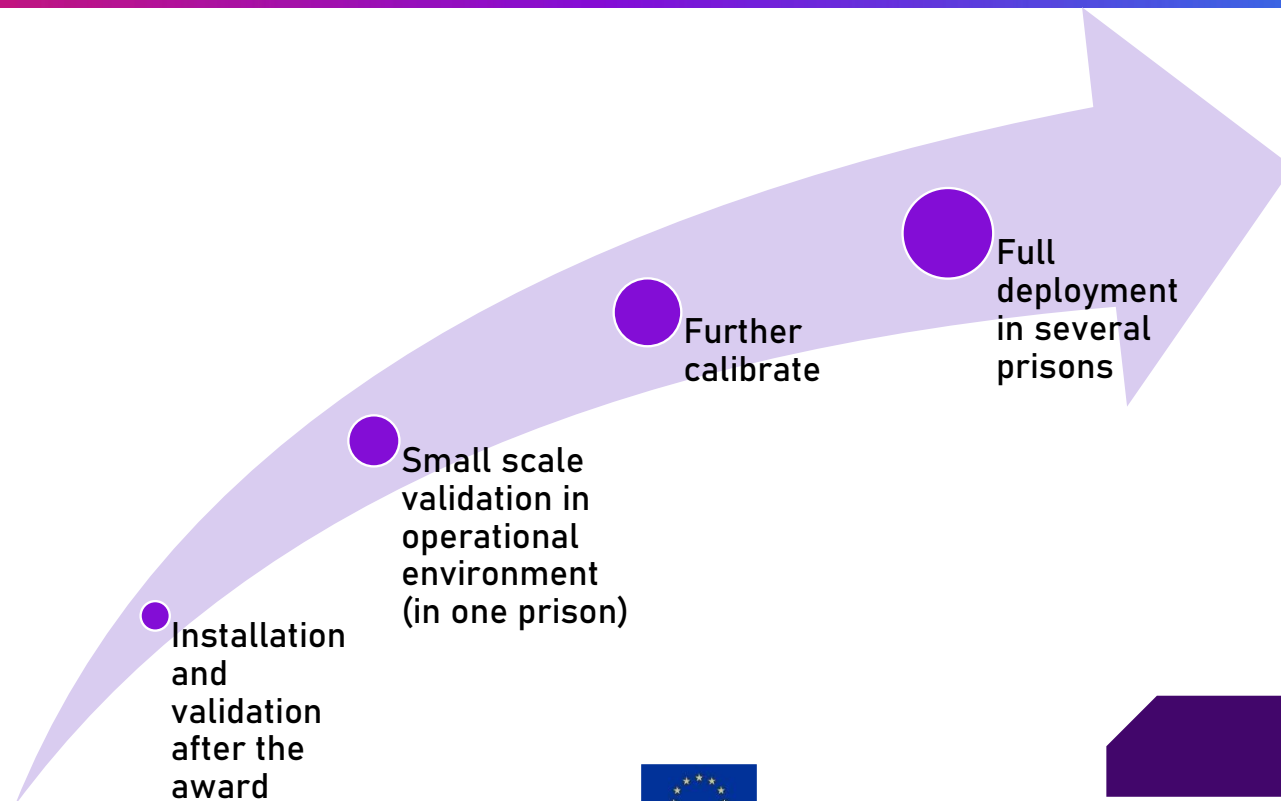 Full
deployment
in several
prisons
Further
calibrate
Small scale
validation in
operational
environment
(in one prison)
Installation
and
validation
after the
award